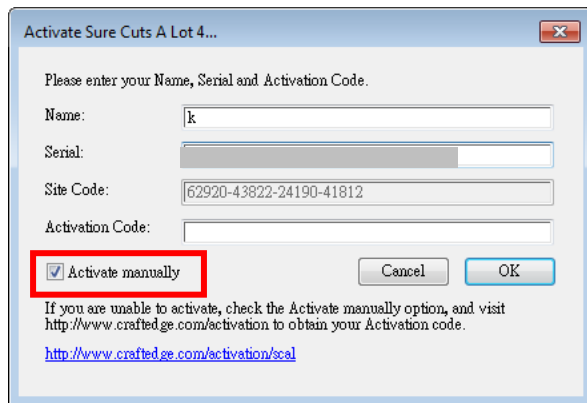 Activate Sure Cuts A Lot 4...
Please enter your Name, Serial and Activation Code.
Name: k
Serial:
Site Code: 62920-43822-24190-41812
Activation Code:
Activate manually Cancel OK
If you are unable to activate, check the Activate manually option, and visit
http://www.craftedge.com/activation to obtain your Activation code.
http://www.craftedge.com/activation/scal